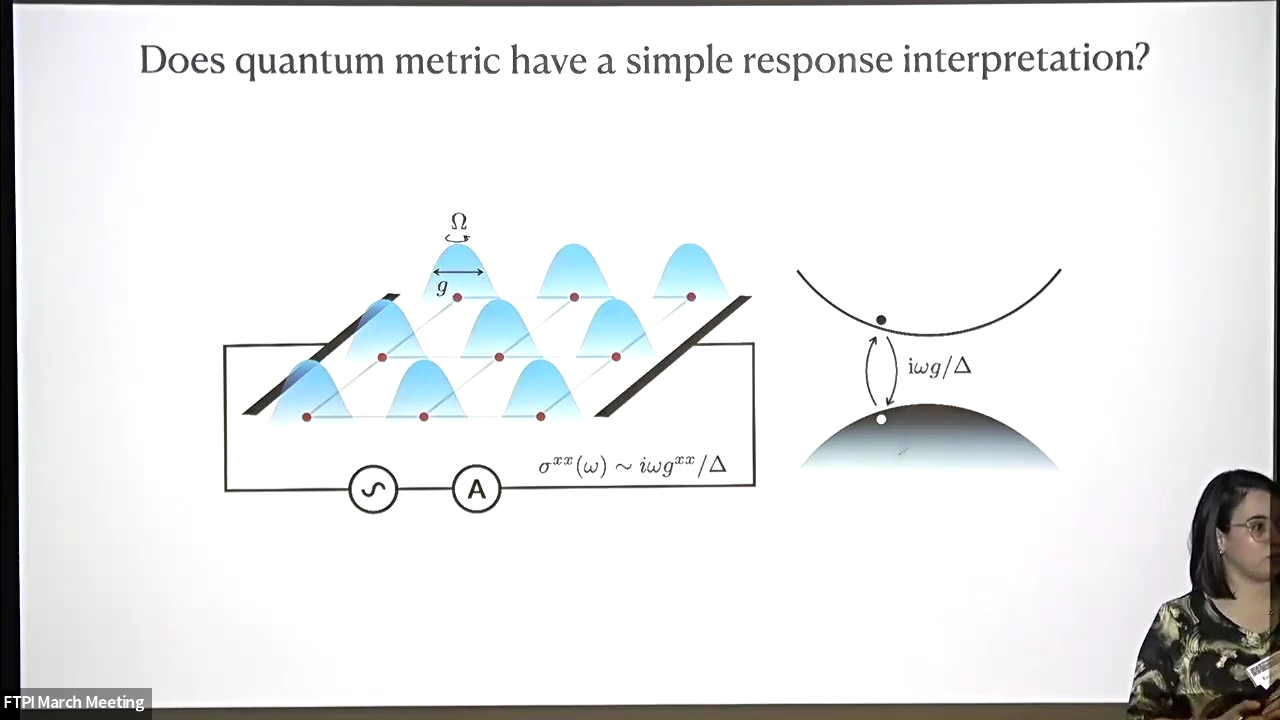 Does quantum metric have a simple response interpretation?
Ω
g
iωg/Δ
σ^{xx}(ω) ∼ iωg^{xx}/Δ
A
FTPI March Meeting